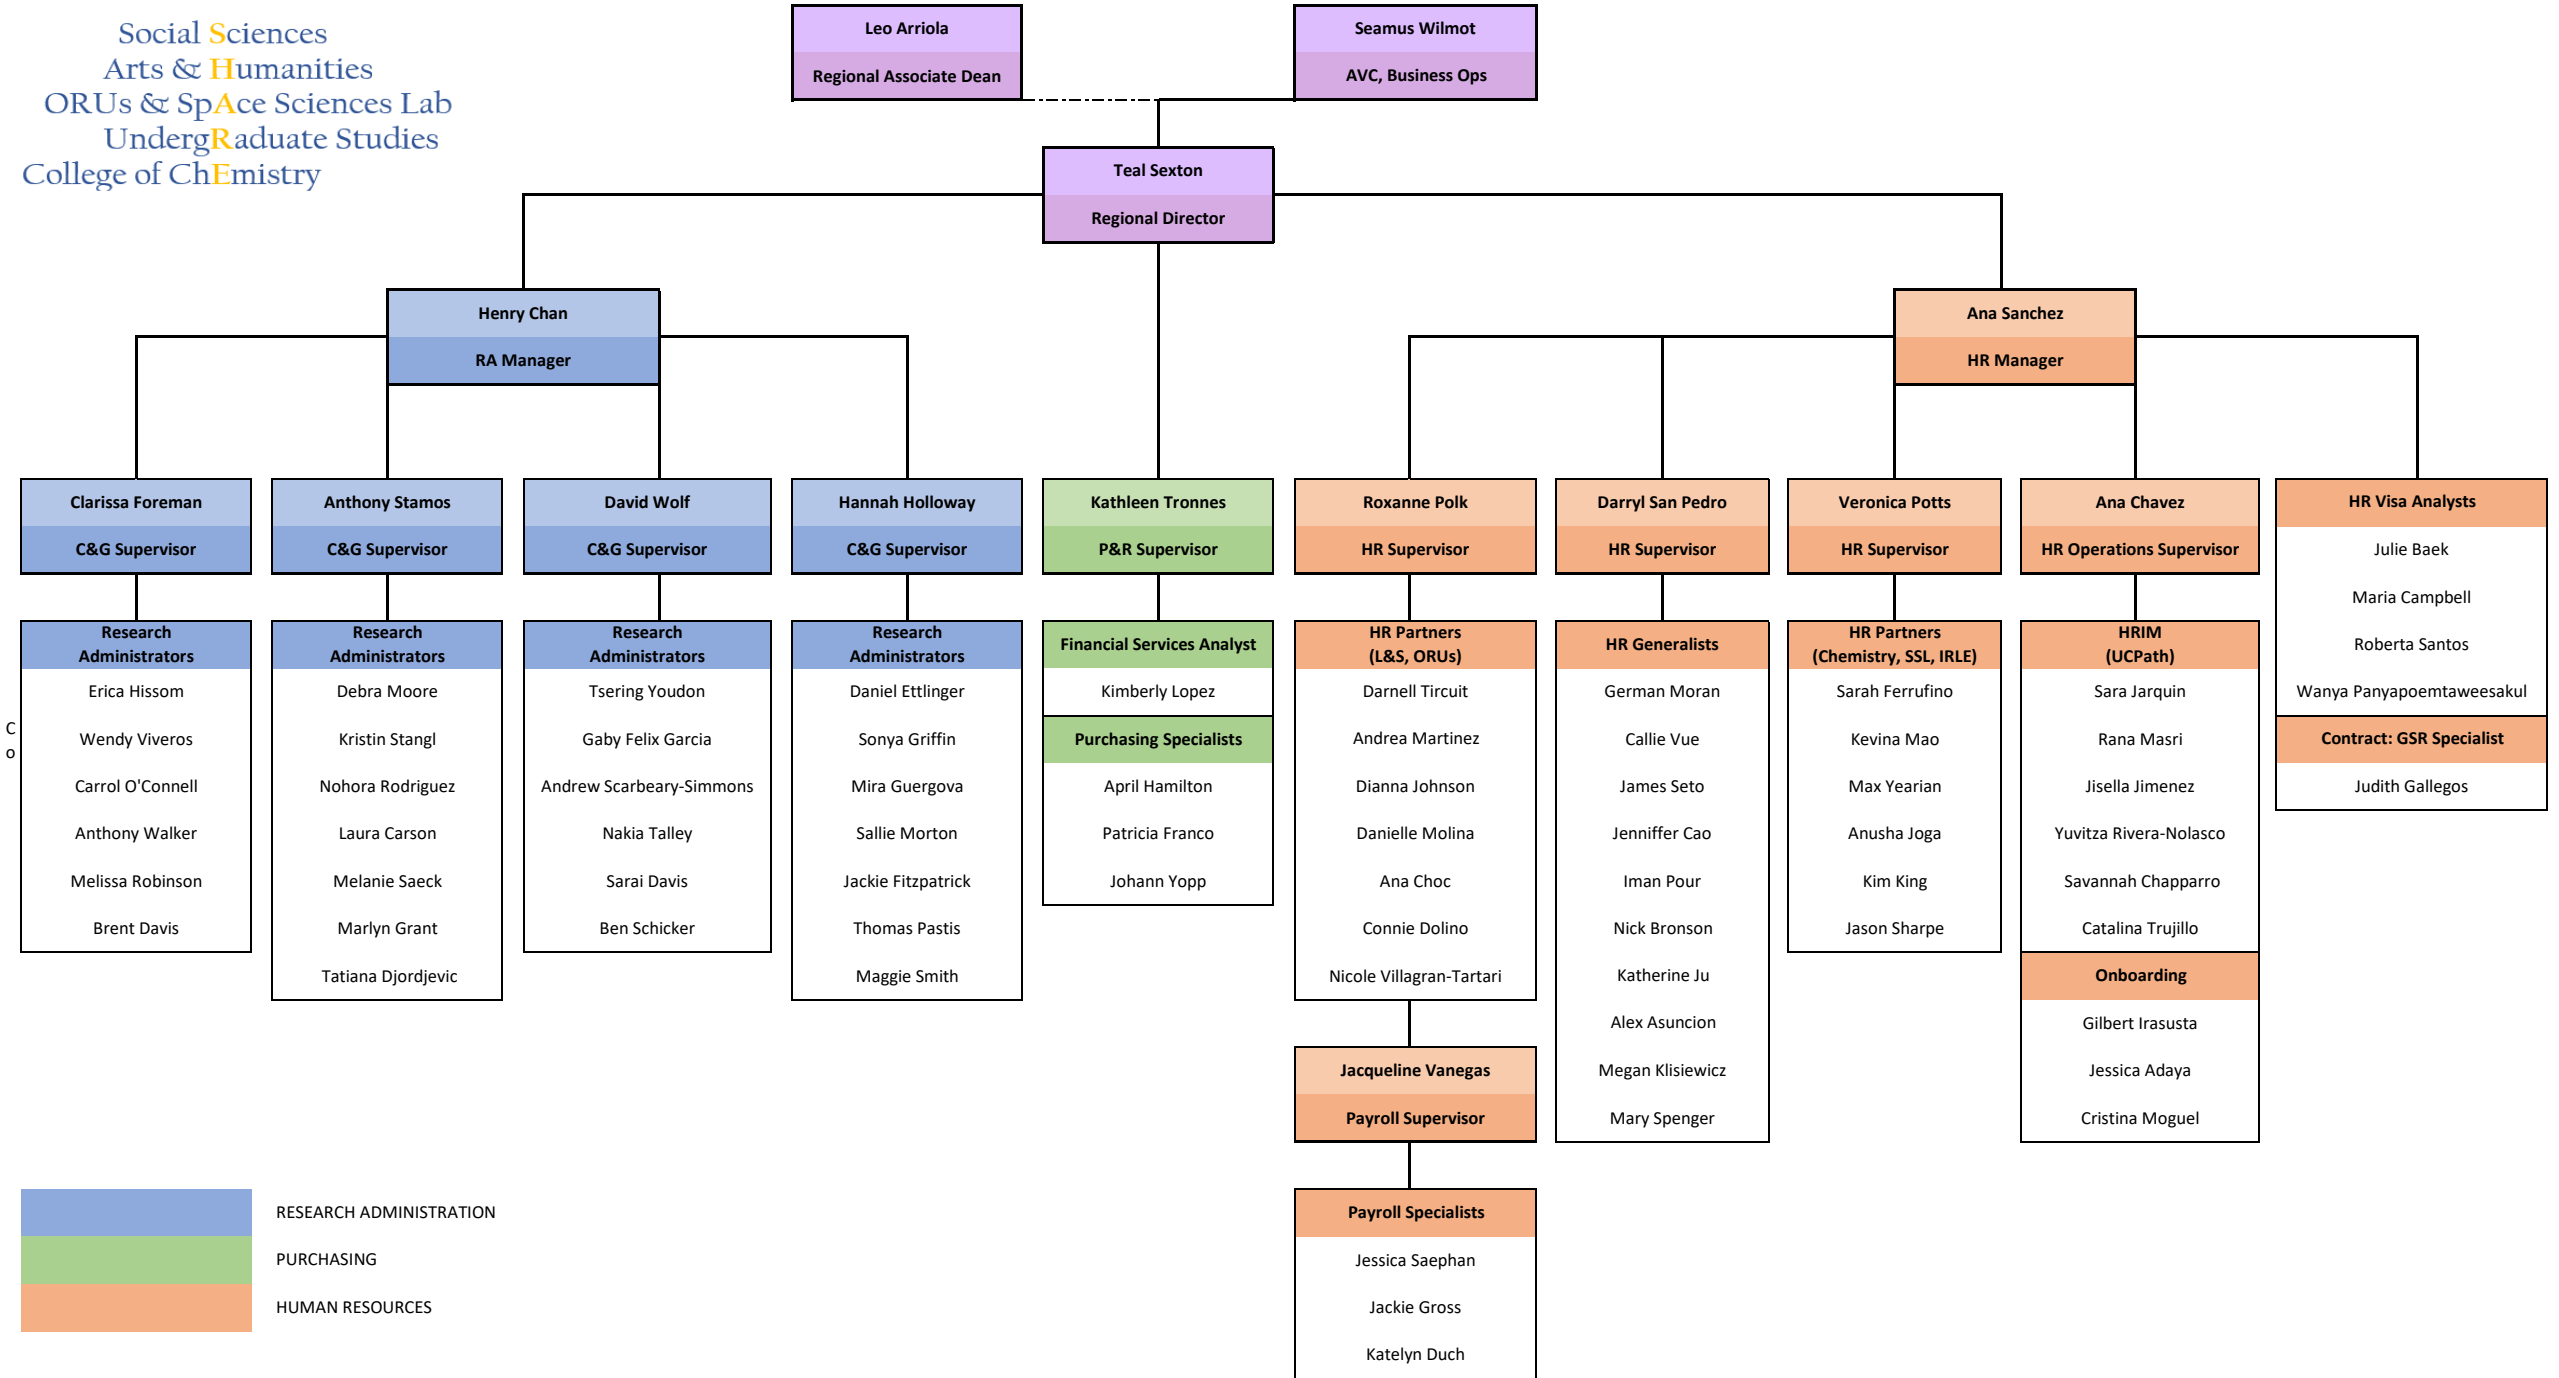 Social Sciences
Arts & Humanities
ORUs & SpAce Sciences Lab
UndergRaduate Studies
College of ChEmistry
Leo Arriola
Regional Associate Dean
Seamus Wilmot
AVC, Business Ops
Teal Sexton
Regional Director
Henry Chan
RA Manager
Ana Sanchez
HR Manager
Clarissa Foreman
C&G Supervisor
Research
Administrators
Erica Hissom
Wendy Viveros
Carrol O'Connell
Anthony Walker
Melissa Robinson
Brent Davis
C
o
Anthony Stamos
C&G Supervisor
Research
Administrators
Debra Moore
Kristin Stangl
Nohora Rodriguez
Laura Carson
Melanie Saeck
Marlyn Grant
Tatiana Djordjevic
David Wolf
C&G Supervisor
Research
Administrators
Tsering Youdon
Gaby Felix Garcia
Andrew Scarbeary-Simmons
Nakia Talley
Sarai Davis
Ben Schicker
Hannah Holloway
C&G Supervisor
Research
Administrators
Daniel Ettlinger
Sonya Griffin
Mira Guergova
Sallie Morton
Jackie Fitzpatrick
Thomas Pastis
Maggie Smith
Kathleen Tronnes
P&R Supervisor
Financial Services Analyst
Kimberly Lopez
Purchasing Specialists
April Hamilton
Patricia Franco
Johann Yopp
Roxanne Polk
HR Supervisor
HR Partners
(L&S, ORUs)
Darnell Tircuit
Andrea Martinez
Dianna Johnson
Danielle Molina
Ana Choc
Connie Dolino
Nicole Villagran-Tartari
Jacqueline Vanegas
Payroll Supervisor
Payroll Specialists
Jessica Saephan
Jackie Gross
Katelyn Duch
Darryl San Pedro
HR Supervisor
HR Generalists
German Moran
Callie Vue
James Seto
Jenniffer Cao
Iman Pour
Nick Bronson
Katherine Ju
Alex Asuncion
Megan Klisiewicz
Mary Spenger
Veronica Potts
HR Supervisor
HR Partners
(Chemistry, SSL, IRLE)
Sarah Ferrufino
Kevina Mao
Max Yearian
Anusha Joga
Kim King
Jason Sharpe
Ana Chavez
HR Operations Supervisor
HRIM
(UCPath)
Sara Jarquin
Rana Masri
Jisella Jimenez
Yuvitza Rivera-Nolasco
Savannah Chapparro
Catalina Trujillo
Onboarding
Gilbert Irasusta
Jessica Adaya
Cristina Moguel
HR Visa Analysts
Julie Baek
Maria Campbell
Roberta Santos
Wanya Panyapoemtaweesakul
Contract: GSR Specialist
Judith Gallegos
RESEARCH ADMINISTRATION
PURCHASING
HUMAN RESOURCES